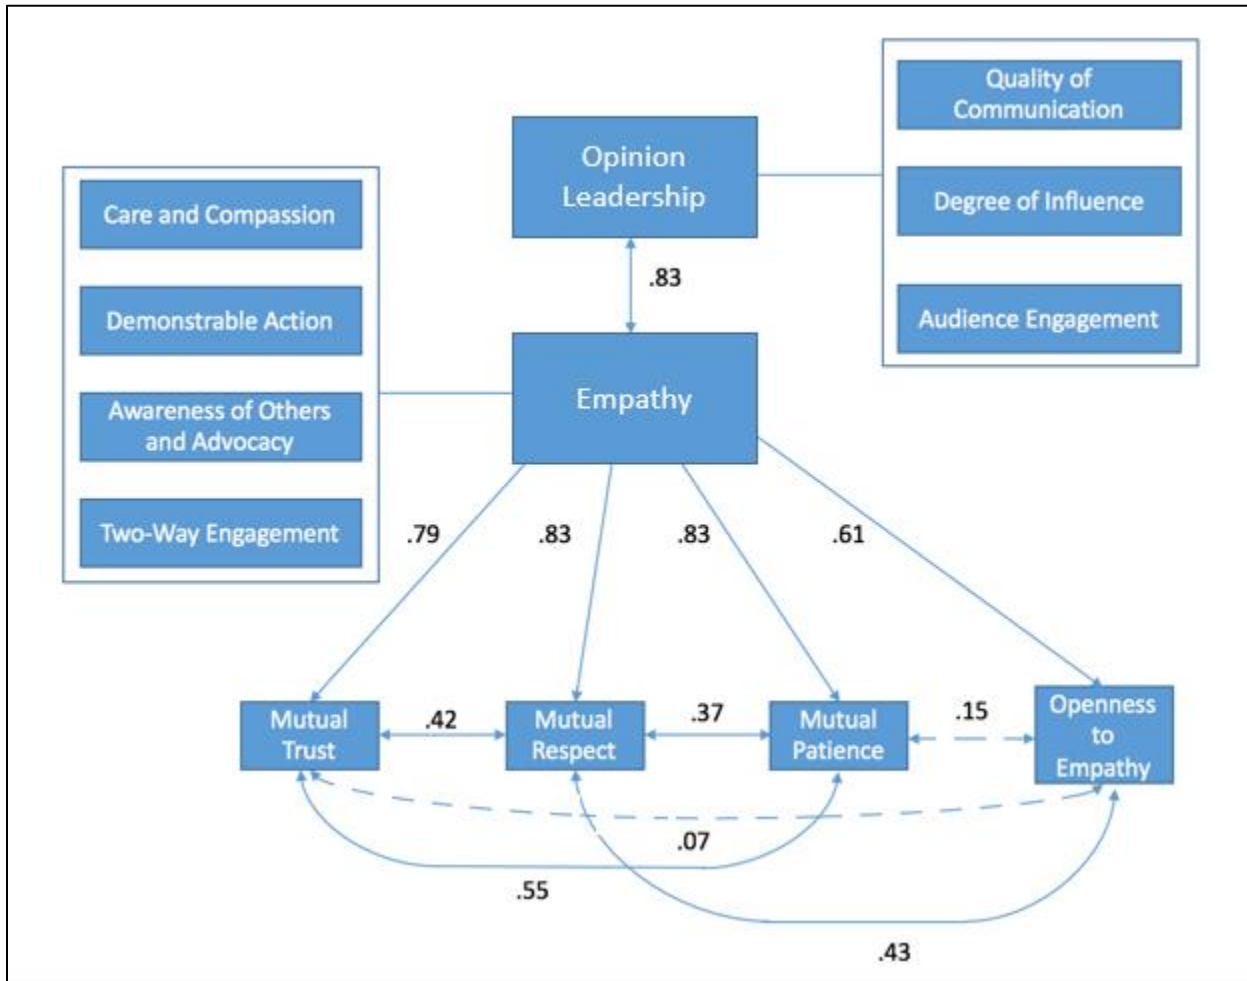 Quality of
Communication
Opinion
Leadership
Degree of Influence
Audience Engagement
.83
Care and Compassion
Demonstrable Action
Awareness of Others
and Advocacy
Two-Way Engagement
Empathy
.79
.83
.83
.61
Mutual
Trust
.42
Mutual
Respect
.37
Mutual
Patience
.15
Openness
to
Empathy
.07
.55
.43